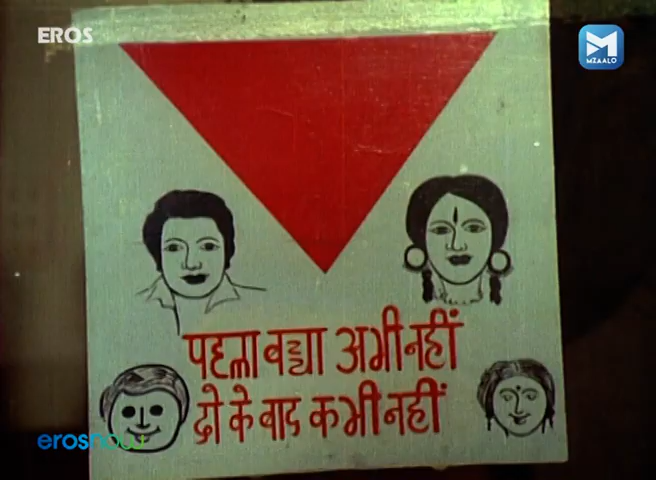 EROS
MZAALO
पहला बच्चा अभी नहीं
दो के बाद कभी नहीं
erosnow